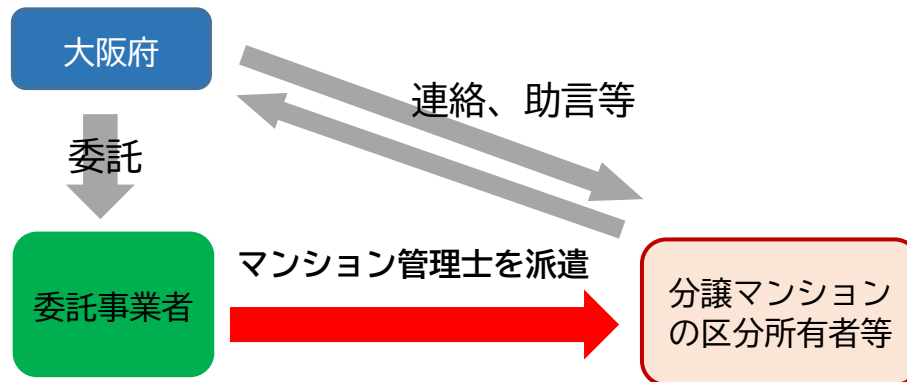 大阪府
連絡、助言等
委託
マンション管理士を派遣
委託事業者
分譲マンション
の区分所有者等